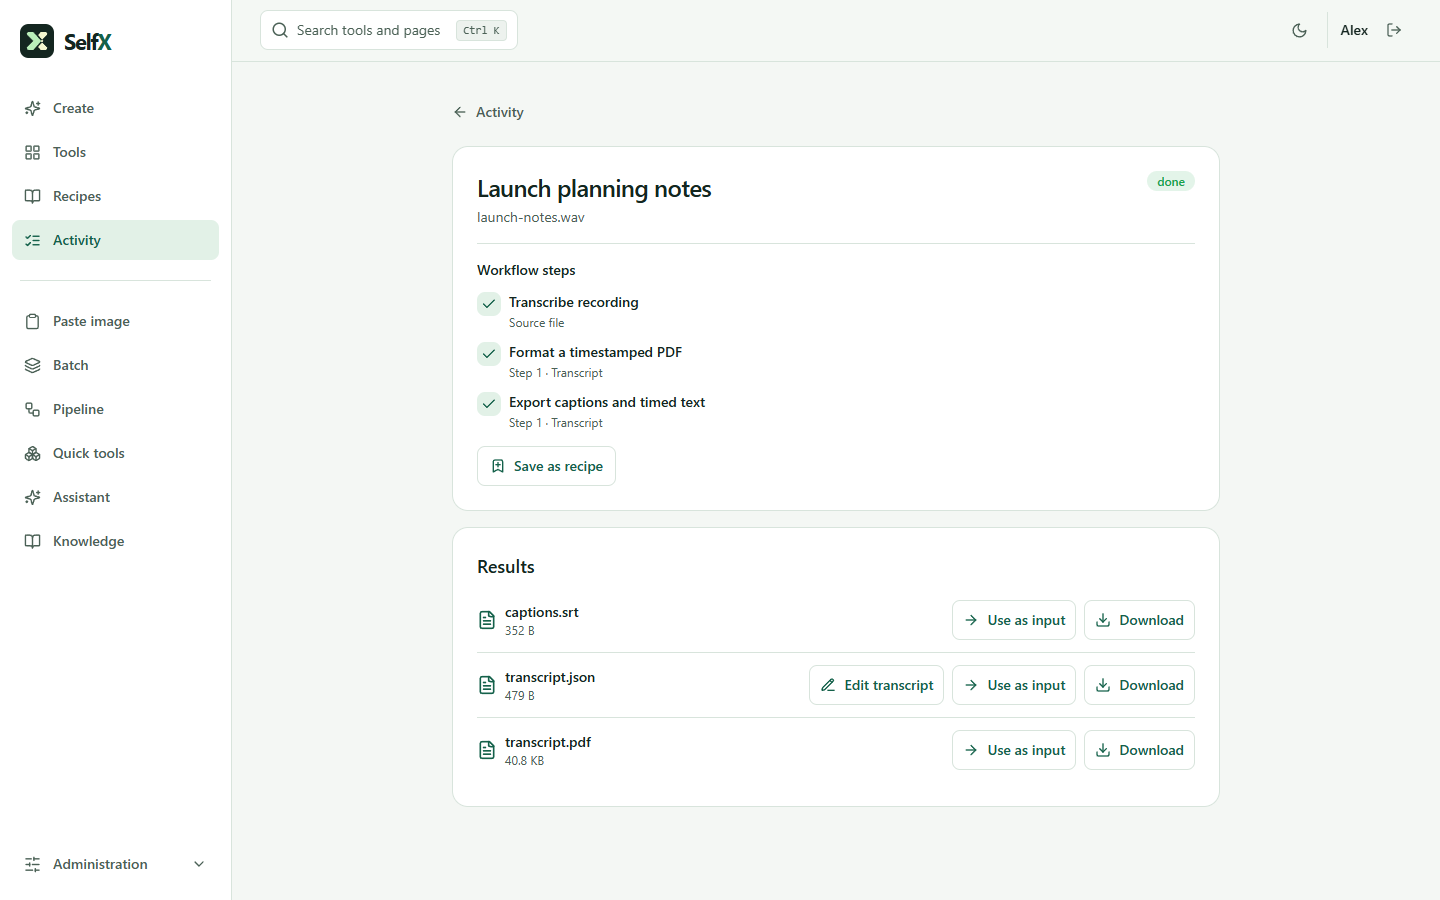 SelfX
Search tools and pages
Ctrl K
Alex
Create
Tools
Recipes
Activity
Paste image
Batch
Pipeline
Quick tools
Assistant
Knowledge
Administration
Activity
Launch planning notes
done
launch-notes.wav
Workflow steps
Transcribe recording
Source file
Format a timestamped PDF
Step 1 · Transcript
Export captions and timed text
Step 1 · Transcript
Save as recipe
Results
captions.srt
352 B
Use as input
Download
transcript.json
479 B
Edit transcript
Use as input
Download
transcript.pdf
40.8 KB
Use as input
Download